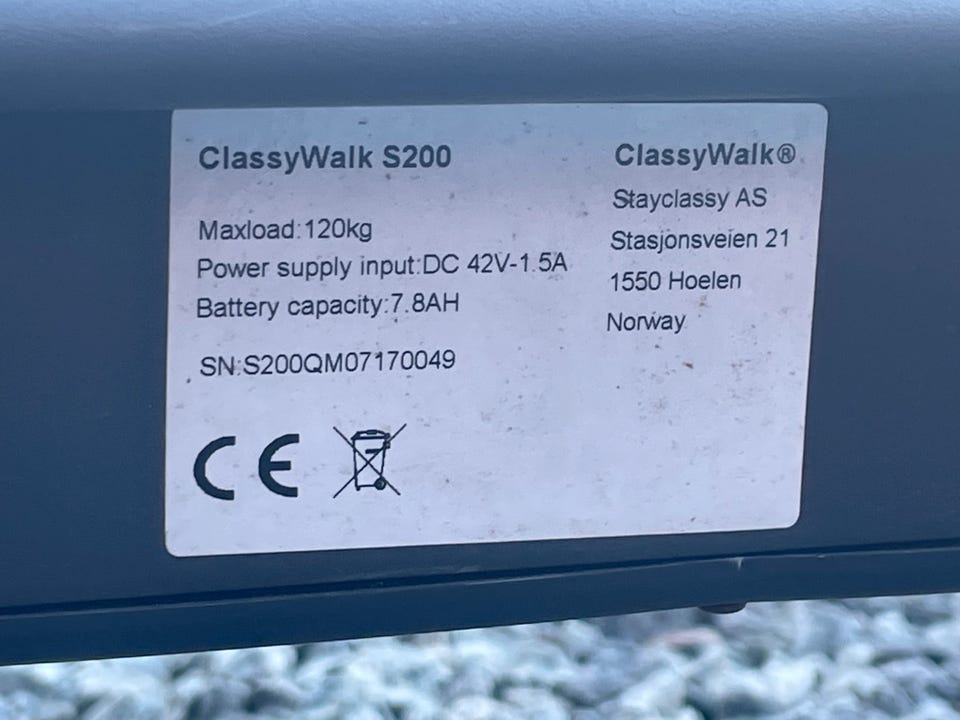 ClassyWalk S200
Maxload:120kg
Power supply input:DC 42V-1.5A
Battery capacity:7.8AH
SN:S200QM07170049
CE
ClassyWalk®
Stayclassy AS
Stasjonsveien 21
1550 Hoelen
Norway